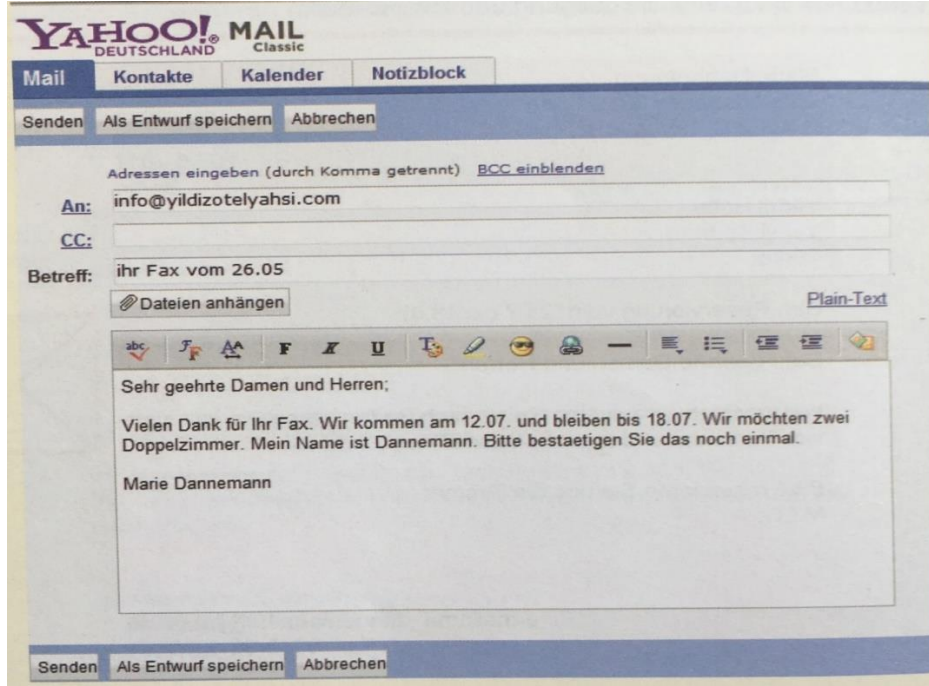 YAHOO! MAIL
DEUTSCHLAND Classic
Mail Kontakte Kalender Notizblock
Senden Als Entwurf speichern Abbrechen
Adressen eingeben (durch Komma getrennt) BCC einblenden
An: info@yildizotelyahsi.com
CC:
Betreff: ihr Fax vom 26.05
Dateien anhängen Plain-Text
abc F F AA F K U T
Sehr geehrte Damen und Herren;
Vielen Dank für Ihr Fax. Wir kommen am 12.07. und bleiben bis 18.07. Wir möchten zwei
Doppelzimmer. Mein Name ist Dannemann. Bitte bestaetigen Sie das noch einmal.
Marie Dannemann
Senden Als Entwurf speichern Abbrechen